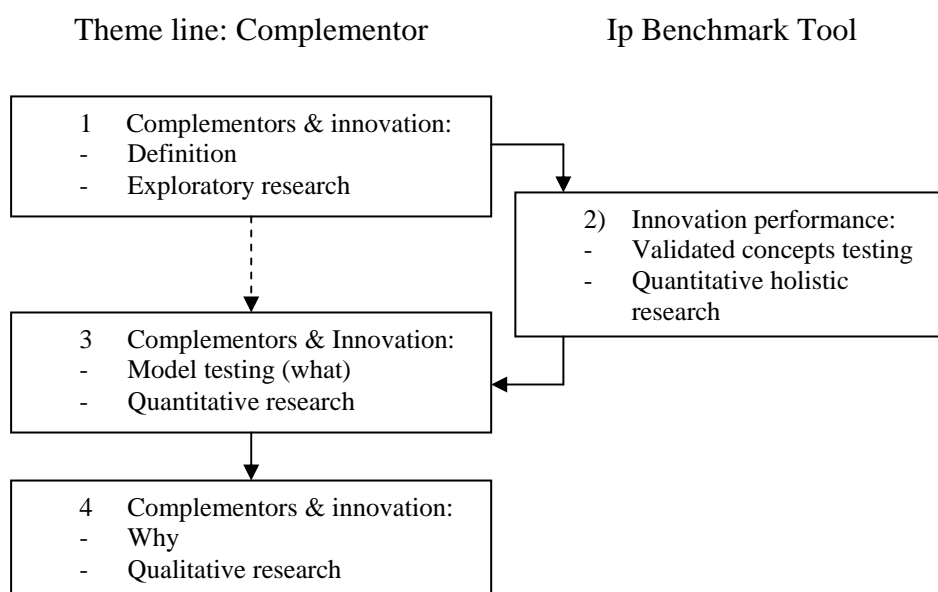 Theme line: Complementor
Ip Benchmark Tool
1 Complementors & innovation:
- Definition
- Exploratory research
2) Innovation performance:
- Validated concepts testing
- Quantitative holistic
research
3 Complementors & Innovation:
- Model testing (what)
- Quantitative research
4 Complementors & innovation:
- Why
- Qualitative research